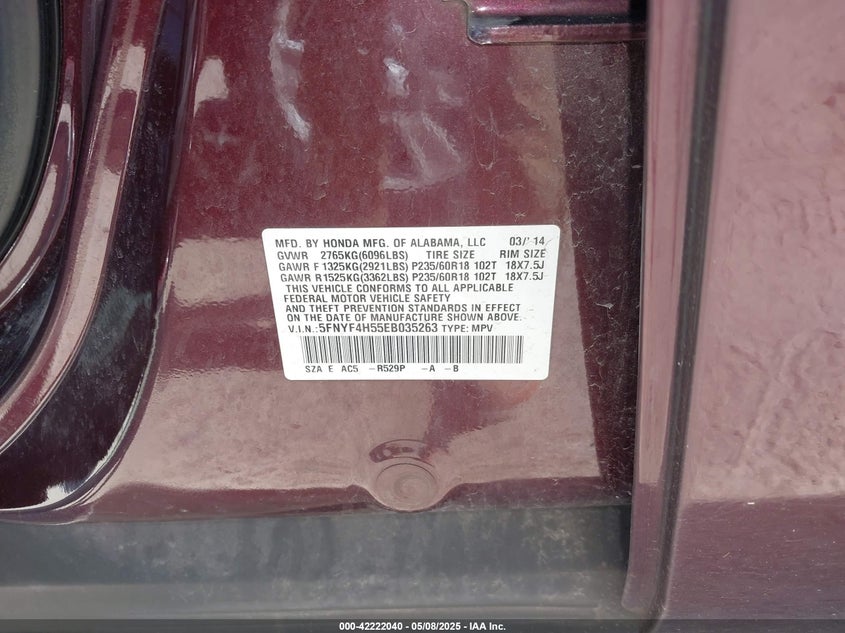 MFD. BY HONDA MFG. OF ALABAMA, LLC 03/'14
GVWR 2765KG(6096LBS) TIRE SIZE RIM SIZE
GAWR F 1325KG(2921LBS) P235/60R18 102T 18X7.5J
GAWR R 1525KG(3362LBS) P235/60R18 102T 18X7.5J
THIS VEHICLE CONFORMS TO ALL APPLICABLE
FEDERAL MOTOR VEHICLE SAFETY
AND THEFT PREVENTION STANDARDS IN EFFECT
ON THE DATE OF MANUFACTURE SHOWN ABOVE.
V.I.N.:5FNYF4H55EB035263 TYPE: MPV
SZA E AC5 -R529P -A -B
000-42222040 - 05/08/2025 - IAA Inc.